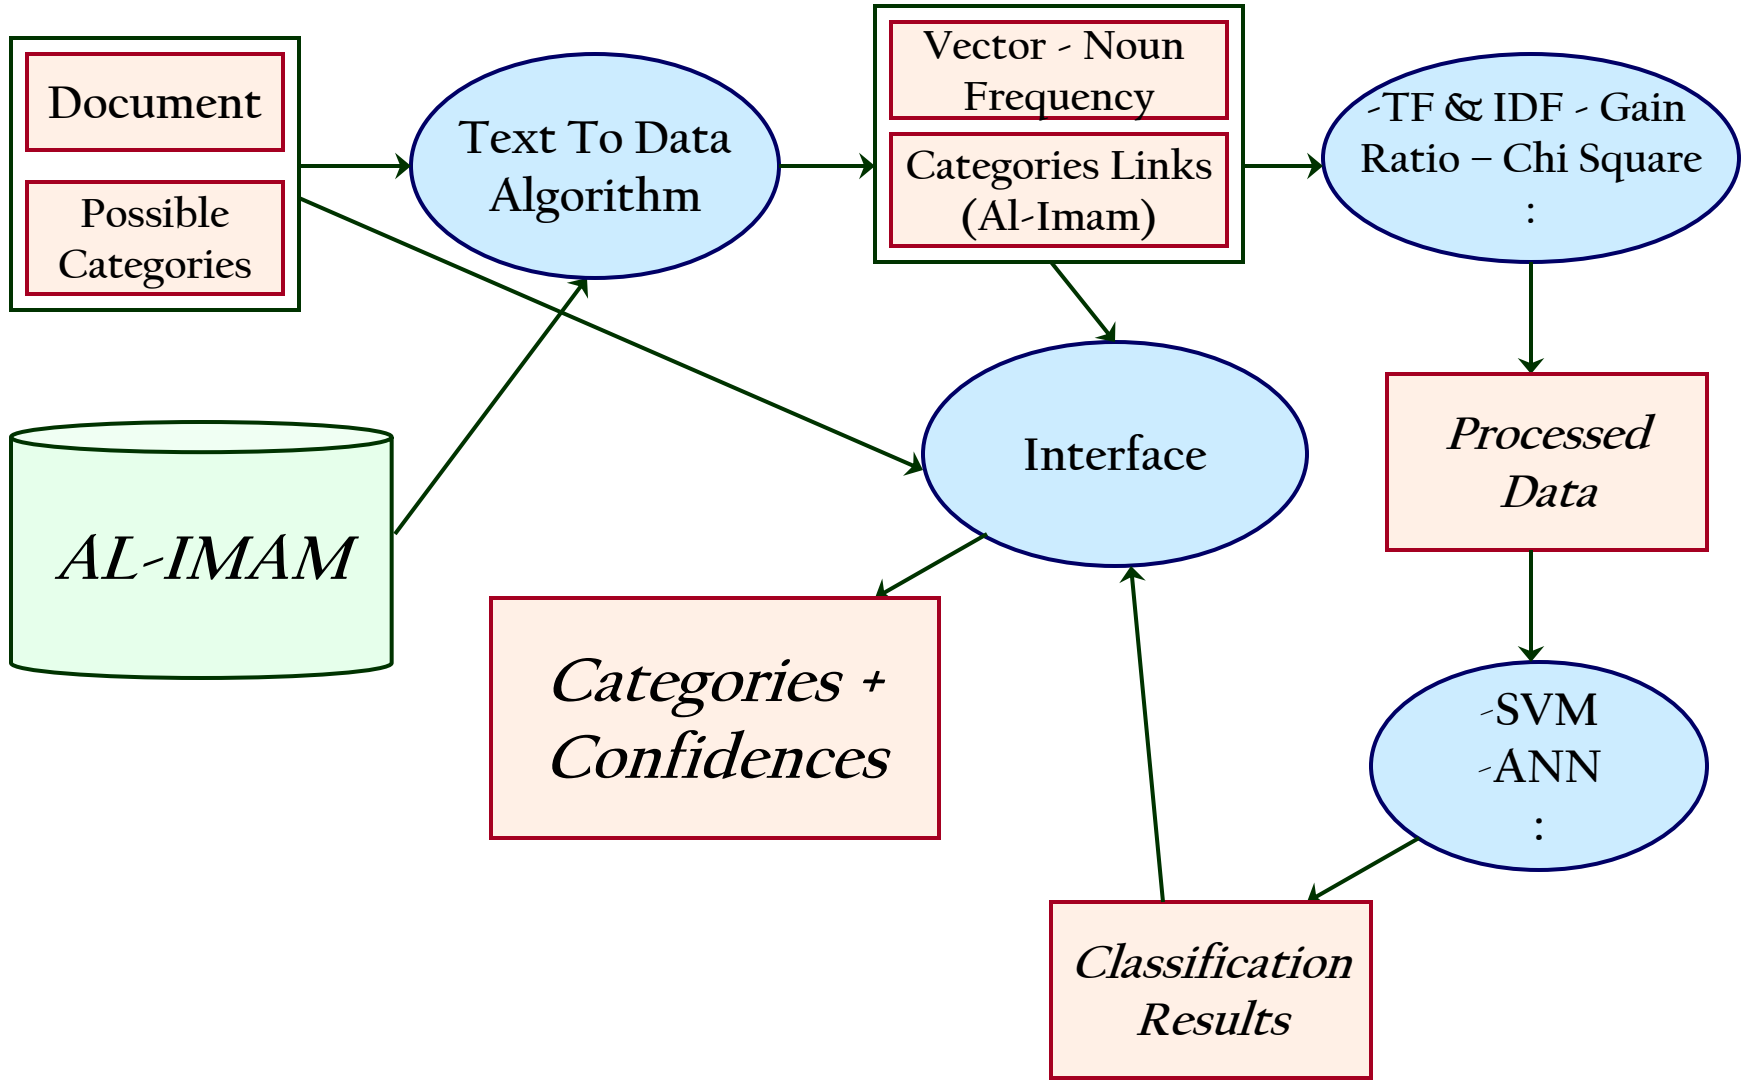 Document
Possible
Categories
Text To Data
Algorithm
Vector - Noun
Frequency
Categories Links
(Al-Imam)
-TF & IDF - Gain
Ratio – Chi Square
:
AL-IMAM
Interface
Processed
Data
Categories +
Confidences
-SVM
-ANN
:
Classification
Results